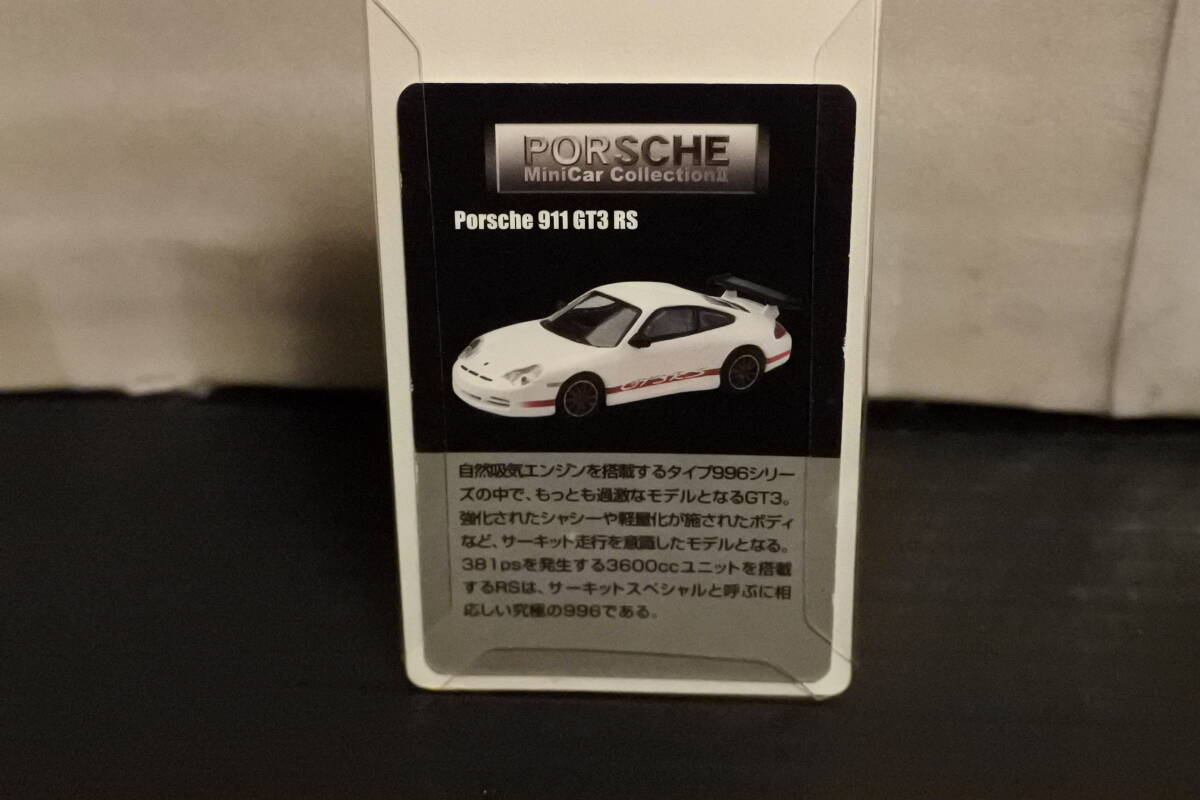 PORSCHE
MiniCar CollectionⅡ
Porsche 911 GT3 RS
GT3 RS
自然吸気エンジンを搭載するタイプ996シリー
ズの中で、もっとも過激なモデルとなるGT3。
強化されたシャシーや軽量化が施されたボディ
など、サーキット走行を意識したモデルとなる。
381psを発生する3600ccユニットを搭載
するRSは、サーキットスペシャルと呼ぶに相
応しい究極の996である。